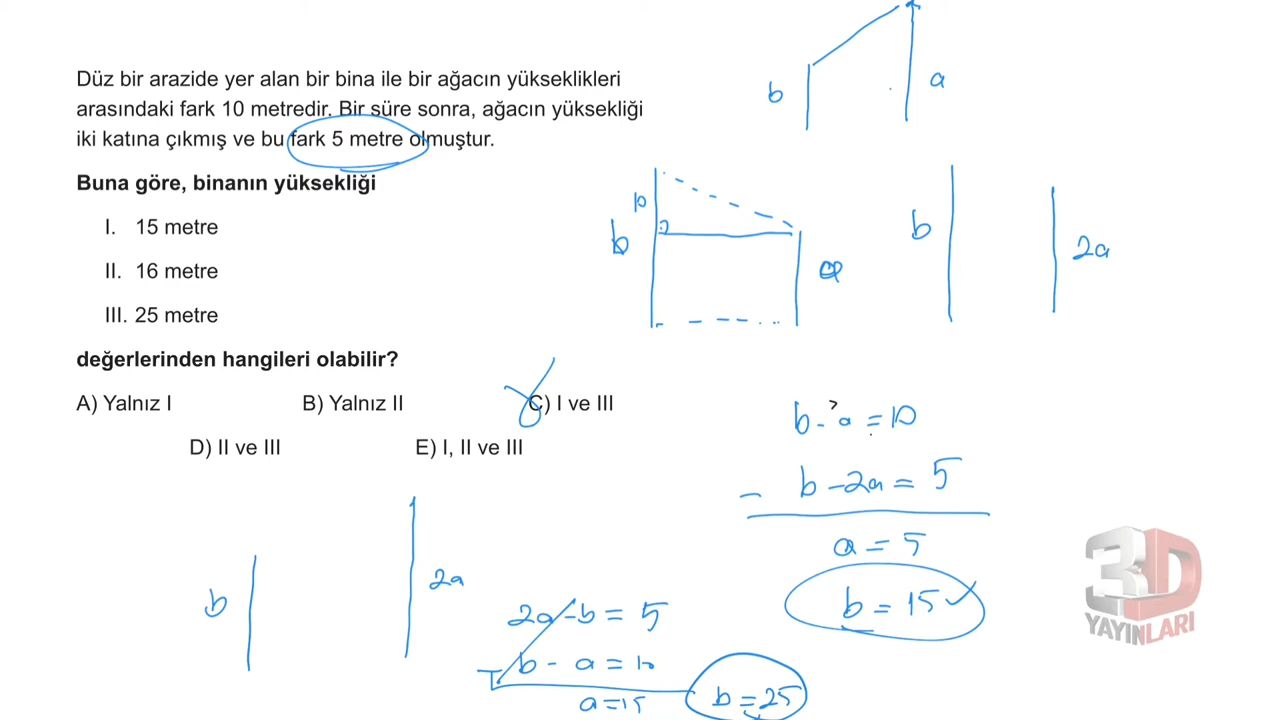 Düz bir arazide yer alan bir bina ile bir ağacın yükseklikleri
arasındaki fark 10 metredir. Bir süre sonra, ağacın yüksekliği
iki katına çıkmış ve bu fark 5 metre olmuştur.
Buna göre, binanın yüksekliği
I. 15 metre
II. 16 metre
III. 25 metre
değerlerinden hangileri olabilir?
A) Yalnız I B) Yalnız II C) I ve III
D) II ve III E) I, II ve III
b a
10
b a
b 2a
b - a = 10
- b - 2a = 5
a = 5
b = 15
b 2a
2a - b = 5
b - a = 10
a = 15
b = 25
3D
YAYINLARI